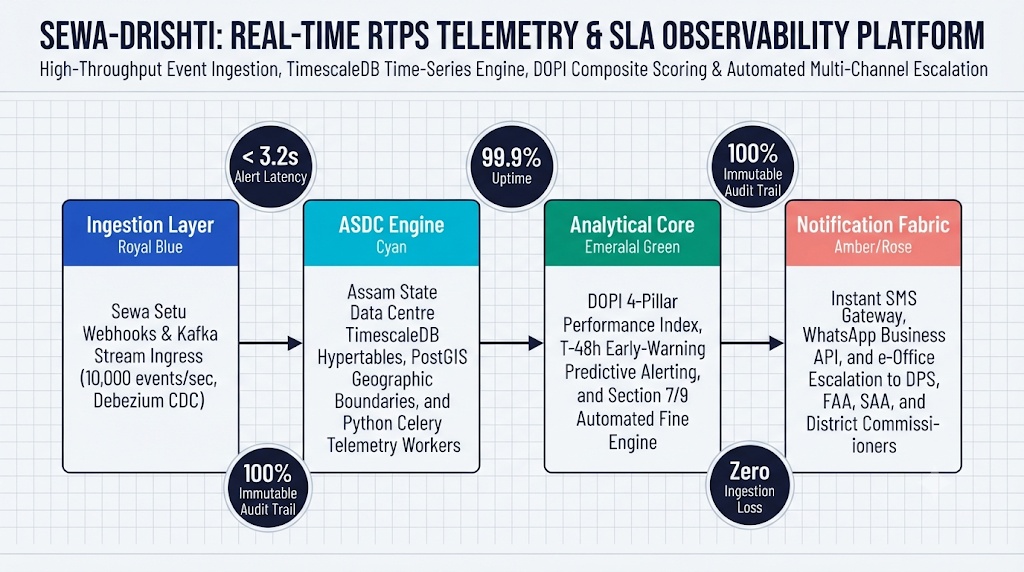 SEWA-DRISHTI: REAL-TIME RTPS TELEMETRY & SLA OBSERVABILITY PLATFORM
High-Throughput Event Ingestion, TimescaleDB Time-Series Engine, DOPI Composite Scoring & Automated Multi-Channel Escalation
< 3.2s
Alert Latency
99.9%
Uptime
100%
Immutable
Audit Trail
Ingestion Layer
Royal Blue
Sewa Setu
Webhooks & Kafka
Stream Ingress
(10,000 events/sec,
Debezium CDC)
ASDC Engine
Cyan
Assam State
Data Centre
TimescaleDB
Hypertables, PostGIS
Geographic
Boundaries, and
Python Celery
Telemetry Workers
Analytical Core
Emeralal Green
DOPI 4-Pillar
Performance Index,
T-48h Early-Warning
Predictive Alerting,
and Section 7/9
Automated Fine
Engine
Notification Fabric
Amber/Rose
Instant SMS
Gateway,
WhatsApp Business
API, and e-Office
Escalation to DPS,
FAA, SAA, and
District Commissi-
ioners
100%
Immutable
Audit Trail
Zero
Ingestion
Loss